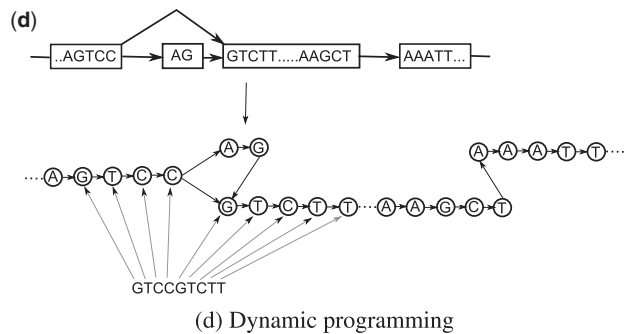 (d)
..AGTCC AG GTCTT.....AAGCT AAATT...
A G A A A T T
A G T C C G T C T T A A G C T
GTCCGTCTT
(d) Dynamic programming